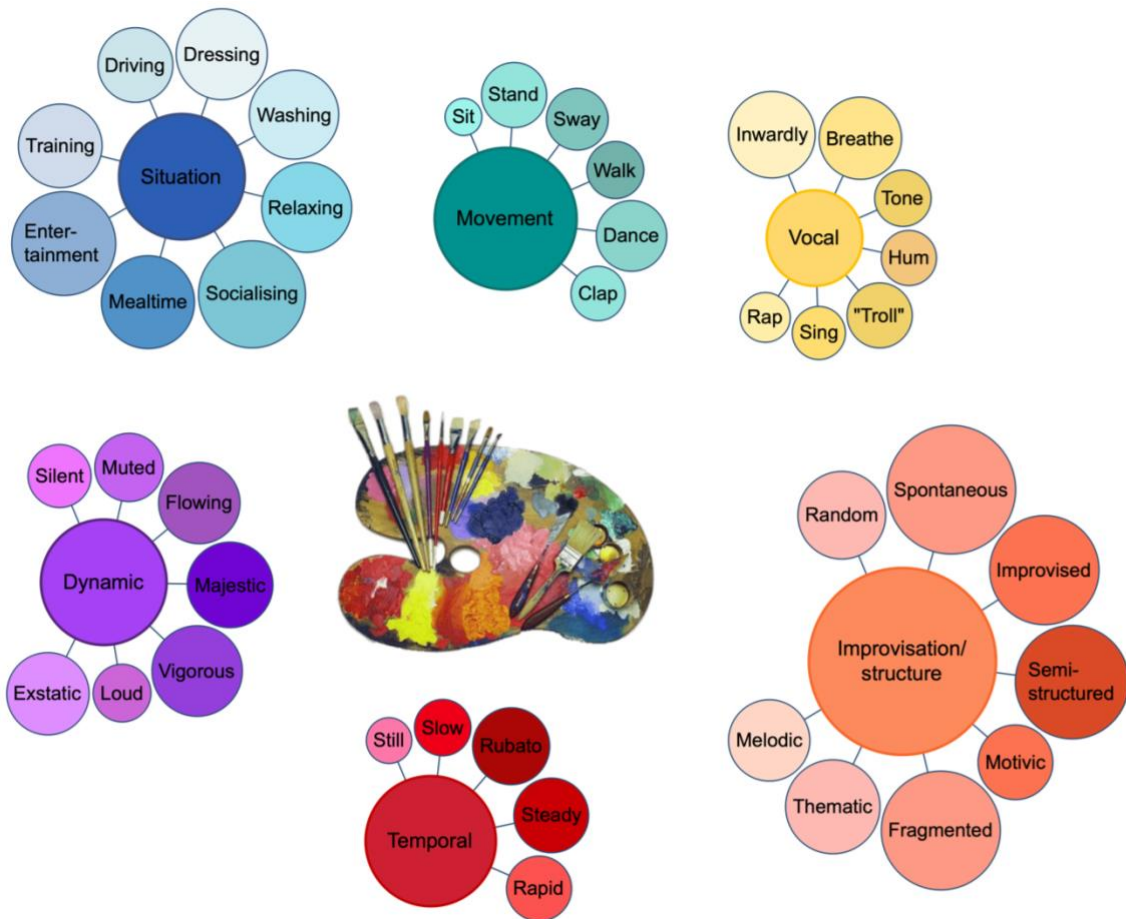 Driving
Dressing
Washing
Training
Situation
Relaxing
Enter-
tainment
Mealtime
Socialising
Sit
Stand
Sway
Walk
Movement
Dance
Clap
Inwardly
Breathe
Tone
Vocal
Hum
Rap
Sing
"Troll"
Silent
Muted
Flowing
Dynamic
Majestic
Exstatic
Loud
Vigorous
Still
Slow
Rubato
Steady
Temporal
Rapid
Random
Spontaneous
Improvised
Improvisation/
structure
Semi-
structured
Melodic
Motivic
Thematic
Fragmented